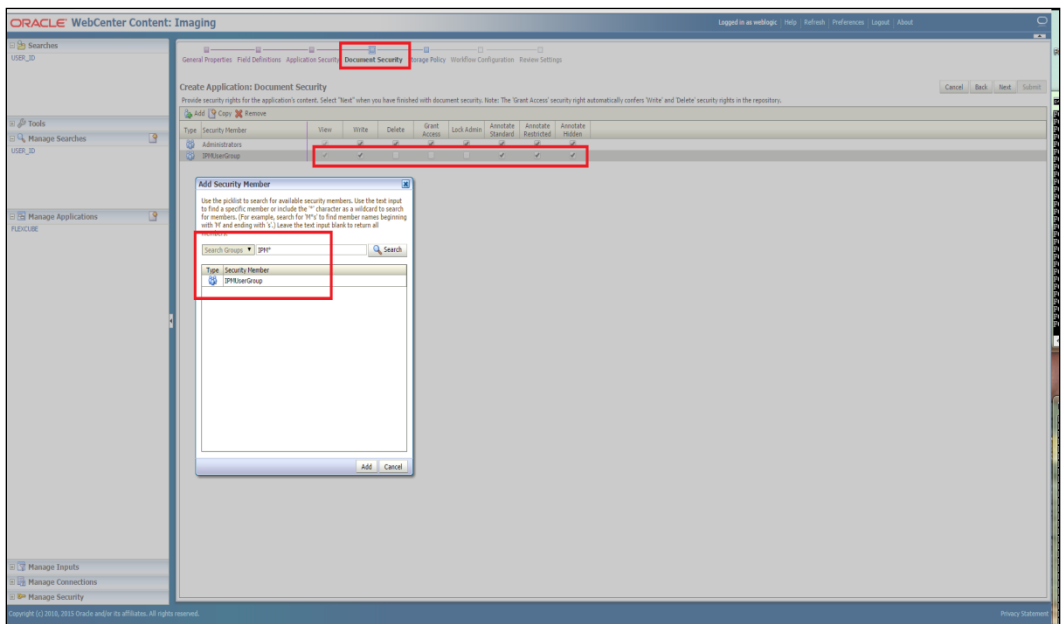 ORACLE WebCenter Content: Imaging
Logged in as weblogic Help Refresh Preferences Logout About
Searches
USER_ID
Tools
Manage Searches
USER_ID
Manage Applications
FLEXCUBE
Manage Inputs
Manage Connections
Manage Security
General Properties Field Definitions Application Security Document Security Storage Policy Workflow Configuration Review Settings
Create Application: Document Security
Cancel Back Next Submit
Provide security rights for the application's content. Select "Next" when you have finished with document security. Note: The 'Grant Access' security right automatically confers 'Write' and 'Delete' security rights in the repository.
Add Copy Remove
Type Security Member View Write Delete Grant Access Lock Admin Annotate Standard Annotate Restricted Annotate Hidden
Administrators
IPMUserGroup
Add Security Member
Use the picklist to search for available security members. Use the text input
to find a specific member or include the '*' character as a wildcard to search
for members. (For example, search for 'M*s' to find member names beginning
with 'M' and ending with 's'.) Leave the text input blank to return all
members.
Search Groups IPM* Search
Type Security Member
IPMUserGroup
Add Cancel
Copyright (c) 2010, 2015 Oracle and/or its affiliates. All rights reserved.
Privacy Statement